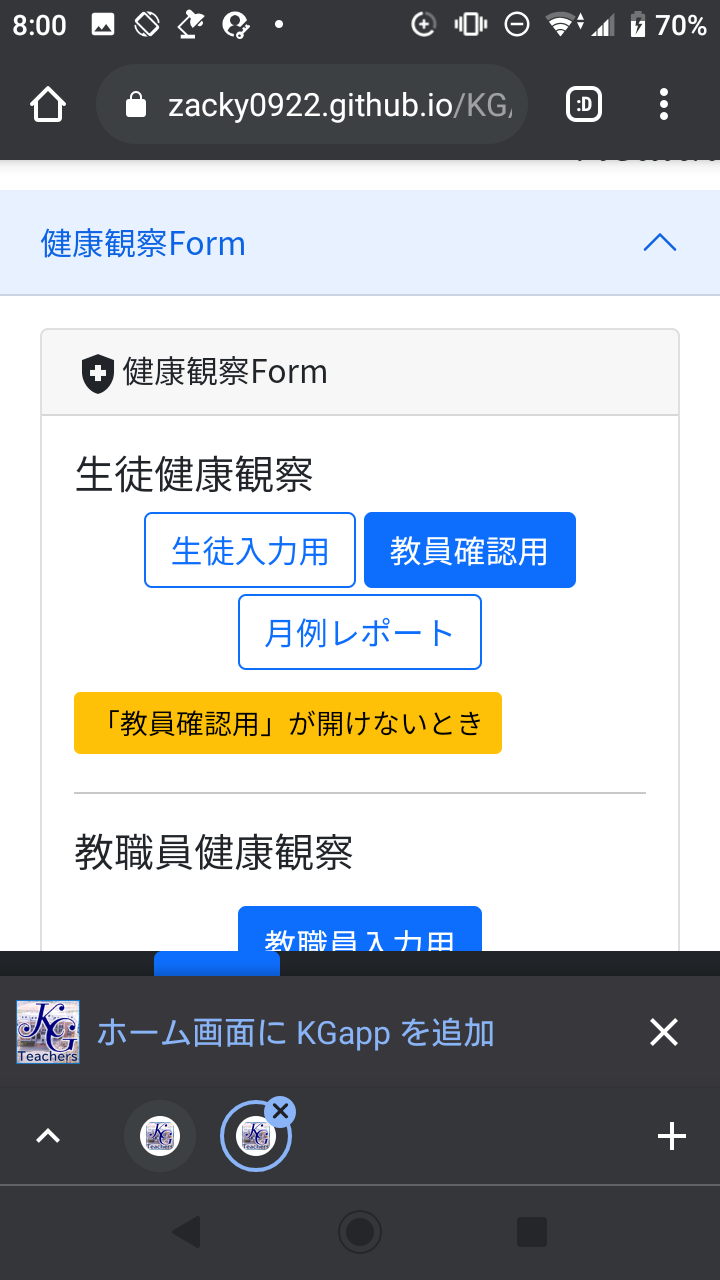 8:00 70%
zacky0922.github.io/KG
:D
健康観察Form
健康観察Form
生徒健康観察
生徒入力用 教員確認用
月例レポート
「教員確認用」が開けないとき
教職員健康観察
教職員入力用
KG
Teachers
ホーム画面に KGapp を追加